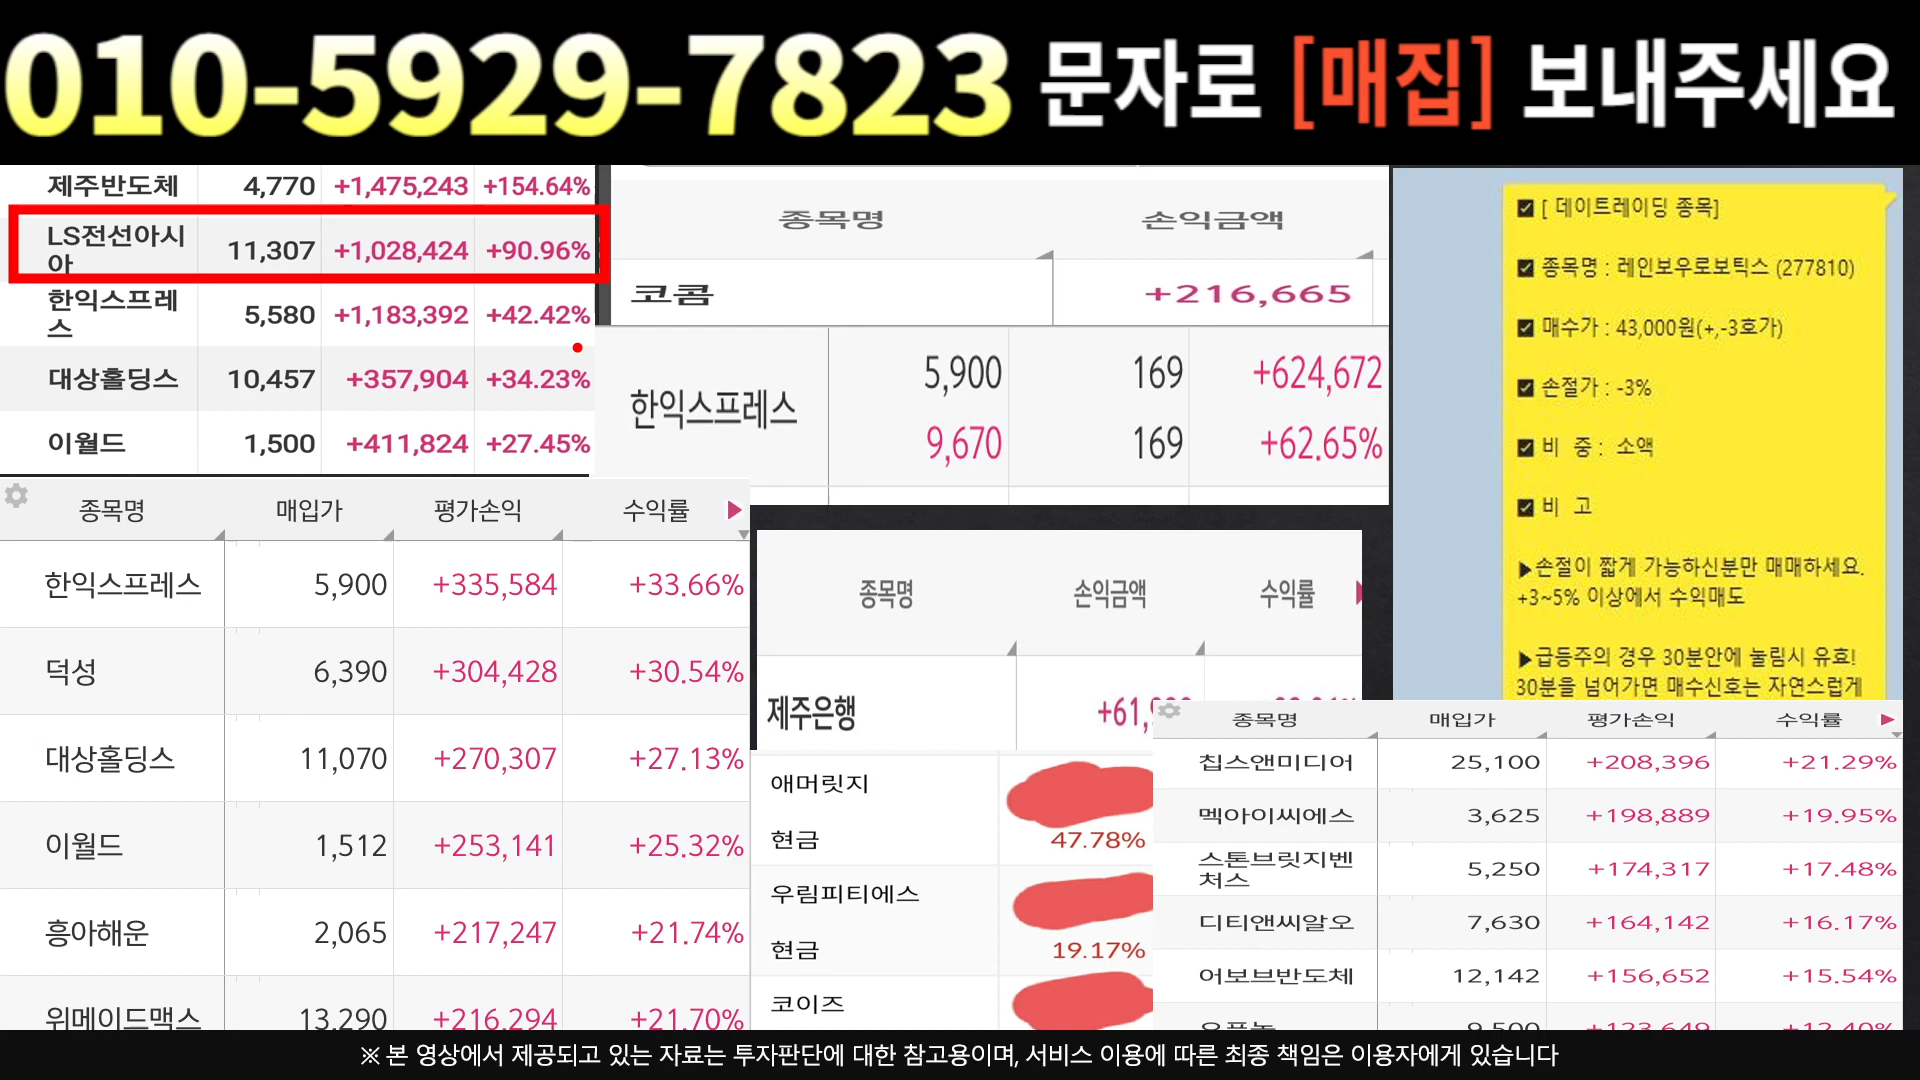 010-5929-7823 문자로 [매집] 보내주세요
제주반도체 4,770 +1,475,243 +154.64%
LS전선아시
아 11,307 +1,028,424 +90.96%
한익스프레
스 5,580 +1,183,392 +42.42%
대상홀딩스 10,457 +357,904 +34.23%
이월드 1,500 +411,824 +27.45%
종목명 손익금액
코콤 +216,665
한익스프레스
5,900 169 +624,672
9,670 169 +62.65%
☑ [ 데이트레이딩 종목]
☑ 종목명 : 레인보우로보틱스 (277810)
☑ 매수가 : 43,000원(+,-3호가)
☑ 손절가 : -3%
☑ 비 중 : 소액
☑ 비 고
▶손절이 짧게 가능하신분만 매매하세요.
+3~5% 이상에서 수익매도
▶급등주의 경우 30분안에 눌림시 유효!
30분을 넘어가면 매수신호는 자연스럽게
종목명 매입가 평가손익 수익률
한익스프레스 5,900 +335,584 +33.66%
덕성 6,390 +304,428 +30.54%
대상홀딩스 11,070 +270,307 +27.13%
이월드 1,512 +253,141 +25.32%
흥아해운 2,065 +217,247 +21.74%
위메이드맥스 13,290 +216,294 +21.70%
종목명 손익금액 수익률
제주은행 +61,
애머릿지
현금 47.78%
우림피티에스
현금 19.17%
코이즈
종목명 매입가 평가손익 수익률
칩스앤미디어 25,100 +208,396 +21.29%
멕아이씨에스 3,625 +198,889 +19.95%
스톤브릿지벤
처스 5,250 +174,317 +17.48%
디티앤씨알오 7,630 +164,142 +16.17%
어보브반도체 12,142 +156,652 +15.54%
9,500 +123,649 +12.40%
※ 본 영상에서 제공되고 있는 자료는 투자판단에 대한 참고용이며, 서비스 이용에 따른 최종 책임은 이용자에게 있습니다